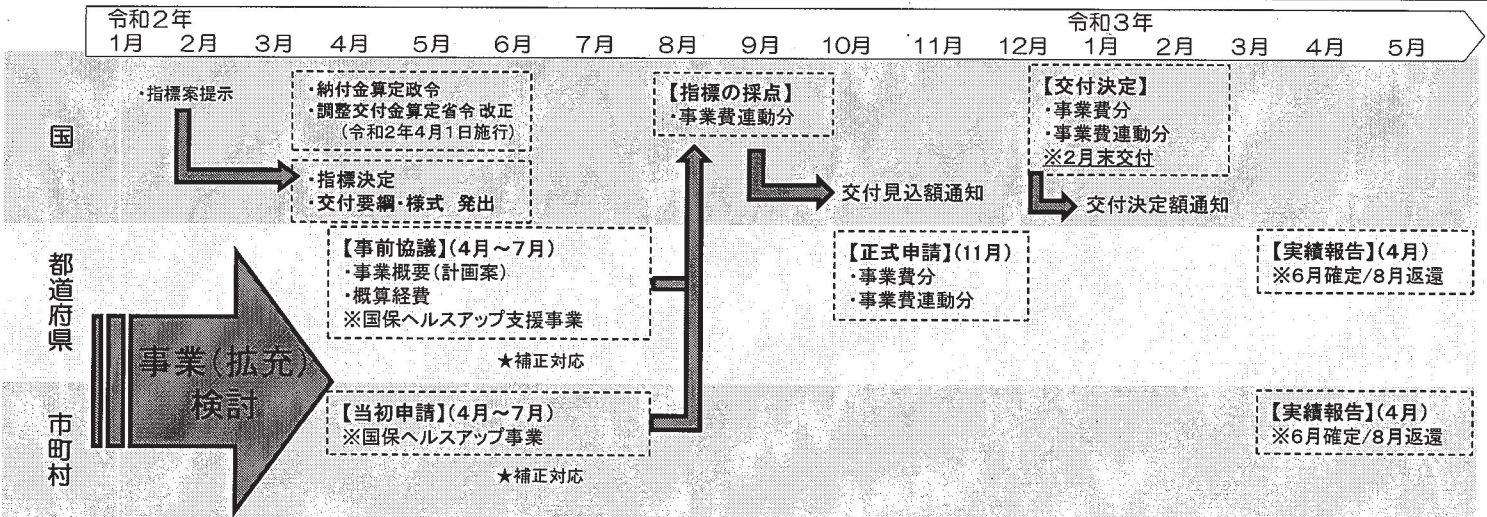 令和2年
令和3年
1月 2月 3月 4月 5月 6月 7月 8月 9月 10月 11月 12月 1月 2月 3月 4月 5月
国
・指標案提示
・納付金算定政令
・調整交付金算定省令 改正
(令和2年4月1日施行)
・指標決定
・交付要綱・様式 発出
【指標の採点】
・事業費連動分
交付見込額通知
【交付決定】
・事業費分
・事業費連動分
※2月末交付
交付決定額通知
都道府県
事業(拡充)
検討
【事前協議】(4月～7月)
・事業概要(計画案)
・概算経費
※国保ヘルスアップ支援事業
★補正対応
【正式申請】(11月)
・事業費分
・事業費連動分
【実績報告】(4月)
※6月確定/8月返還
市町村
【当初申請】(4月～7月)
※国保ヘルスアップ事業
★補正対応
【実績報告】(4月)
※6月確定/8月返還